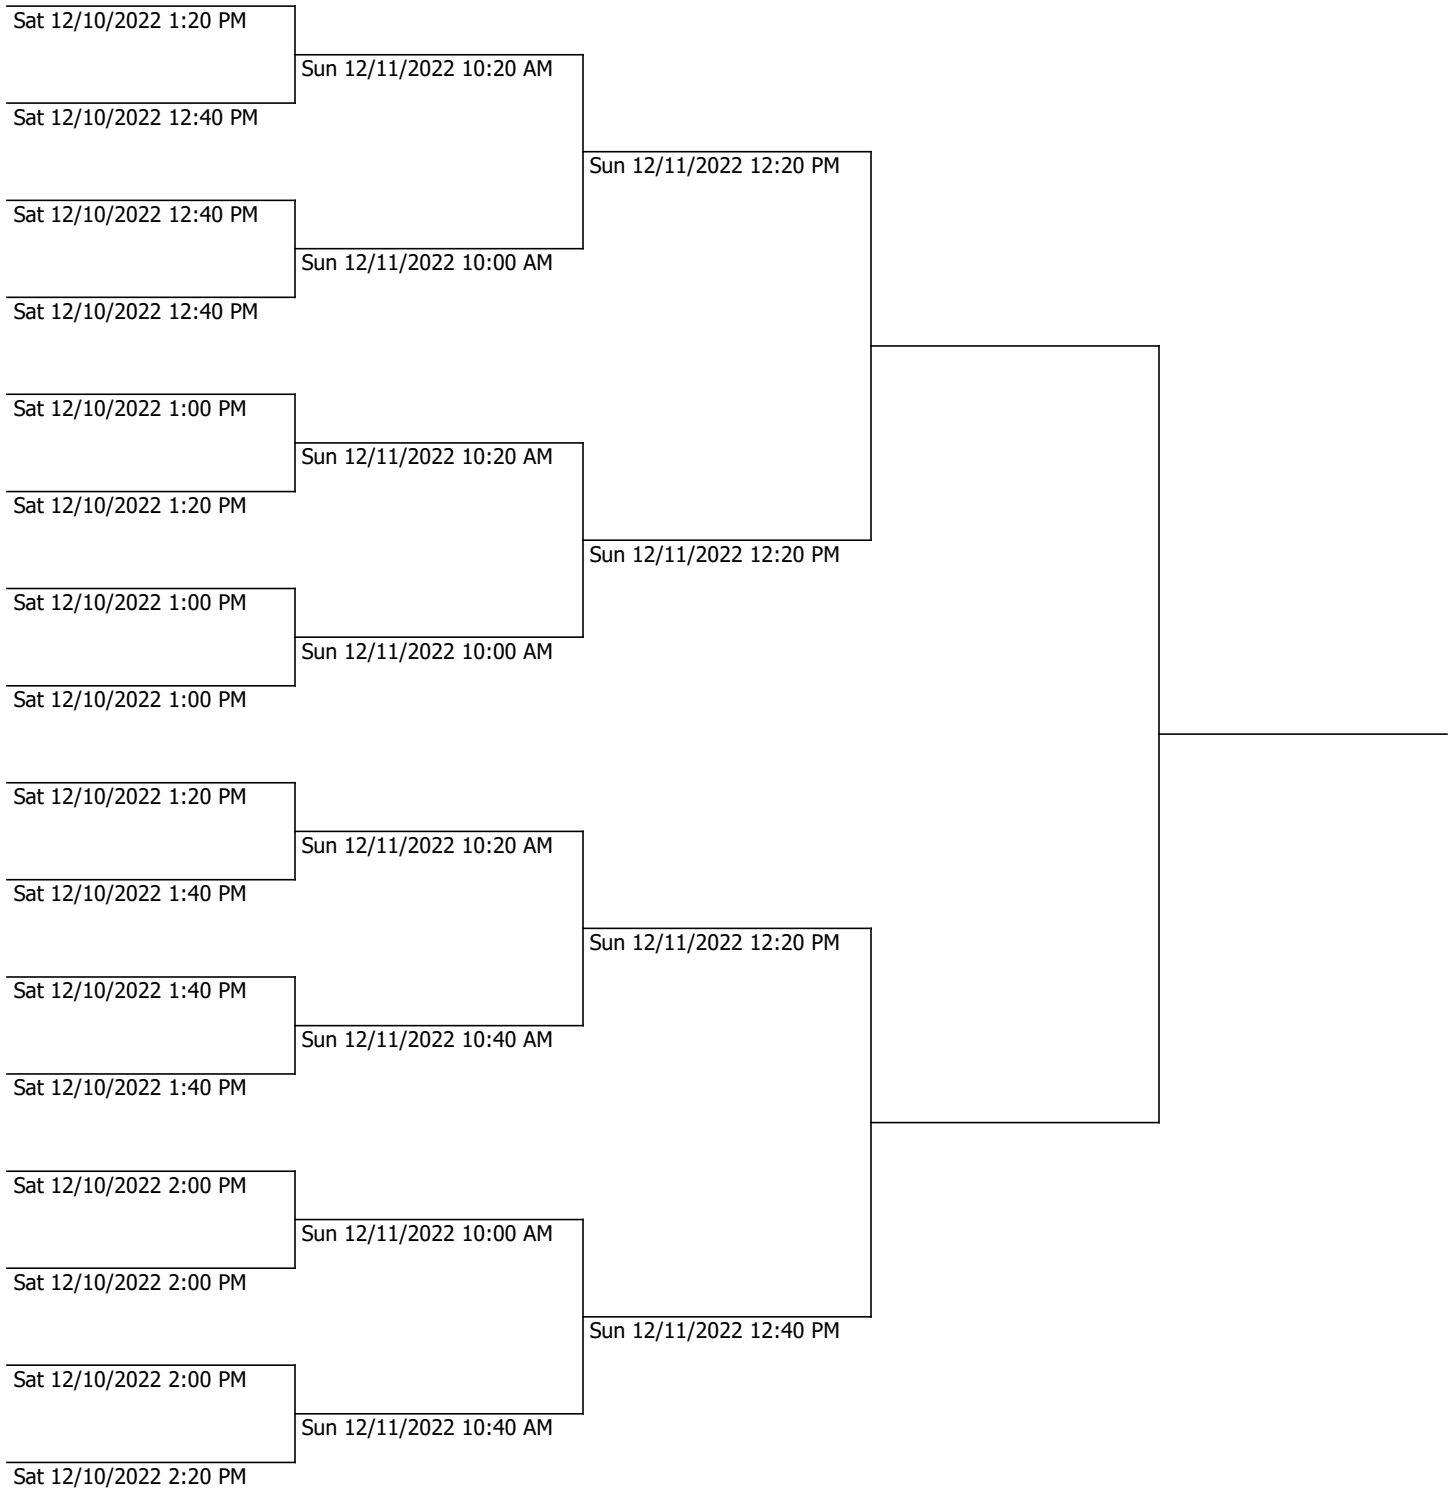 Sat 12/10/2022 1:20 PM
Sun 12/11/2022 10:20 AM
Sat 12/10/2022 12:40 PM
Sun 12/11/2022 12:20 PM
Sat 12/10/2022 12:40 PM
Sun 12/11/2022 10:00 AM
Sat 12/10/2022 12:40 PM
Sat 12/10/2022 1:00 PM
Sun 12/11/2022 10:20 AM
Sat 12/10/2022 1:20 PM
Sun 12/11/2022 12:20 PM
Sat 12/10/2022 1:00 PM
Sun 12/11/2022 10:00 AM
Sat 12/10/2022 1:00 PM
Sat 12/10/2022 1:20 PM
Sun 12/11/2022 10:20 AM
Sat 12/10/2022 1:40 PM
Sun 12/11/2022 12:20 PM
Sat 12/10/2022 1:40 PM
Sun 12/11/2022 10:40 AM
Sat 12/10/2022 1:40 PM
Sat 12/10/2022 2:00 PM
Sun 12/11/2022 10:00 AM
Sat 12/10/2022 2:00 PM
Sun 12/11/2022 12:40 PM
Sat 12/10/2022 2:00 PM
Sun 12/11/2022 10:40 AM
Sat 12/10/2022 2:20 PM